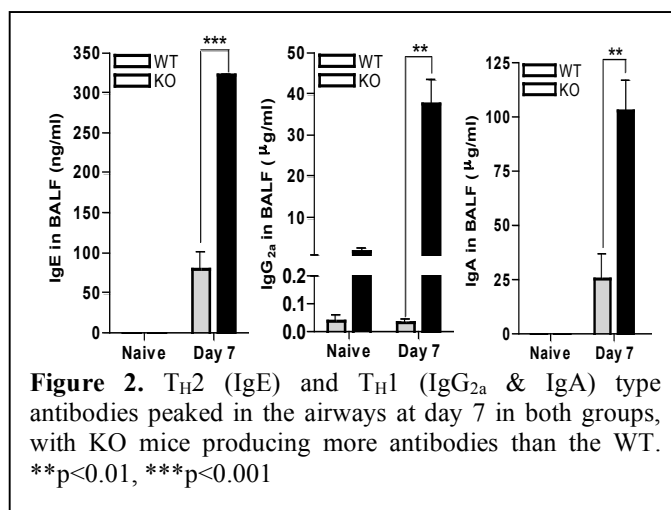 ***
350
300
250
200
150
100
50
0
IgE in BALF (ng/ml)
WT
KO
Naive Day 7
**
50
40
30
20
10
0.2
0.1
0.0
IgG2a in BALF ( μg/ml)
WT
KO
Naive Day 7
**
125
100
75
50
25
0
IgA in BALF ( μg/ml)
WT
KO
Naive Day 7
Figure 2. TH2 (IgE) and TH1 (IgG2a & IgA) type
antibodies peaked in the airways at day 7 in both groups,
with KO mice producing more antibodies than the WT.
**p<0.01, ***p<0.001